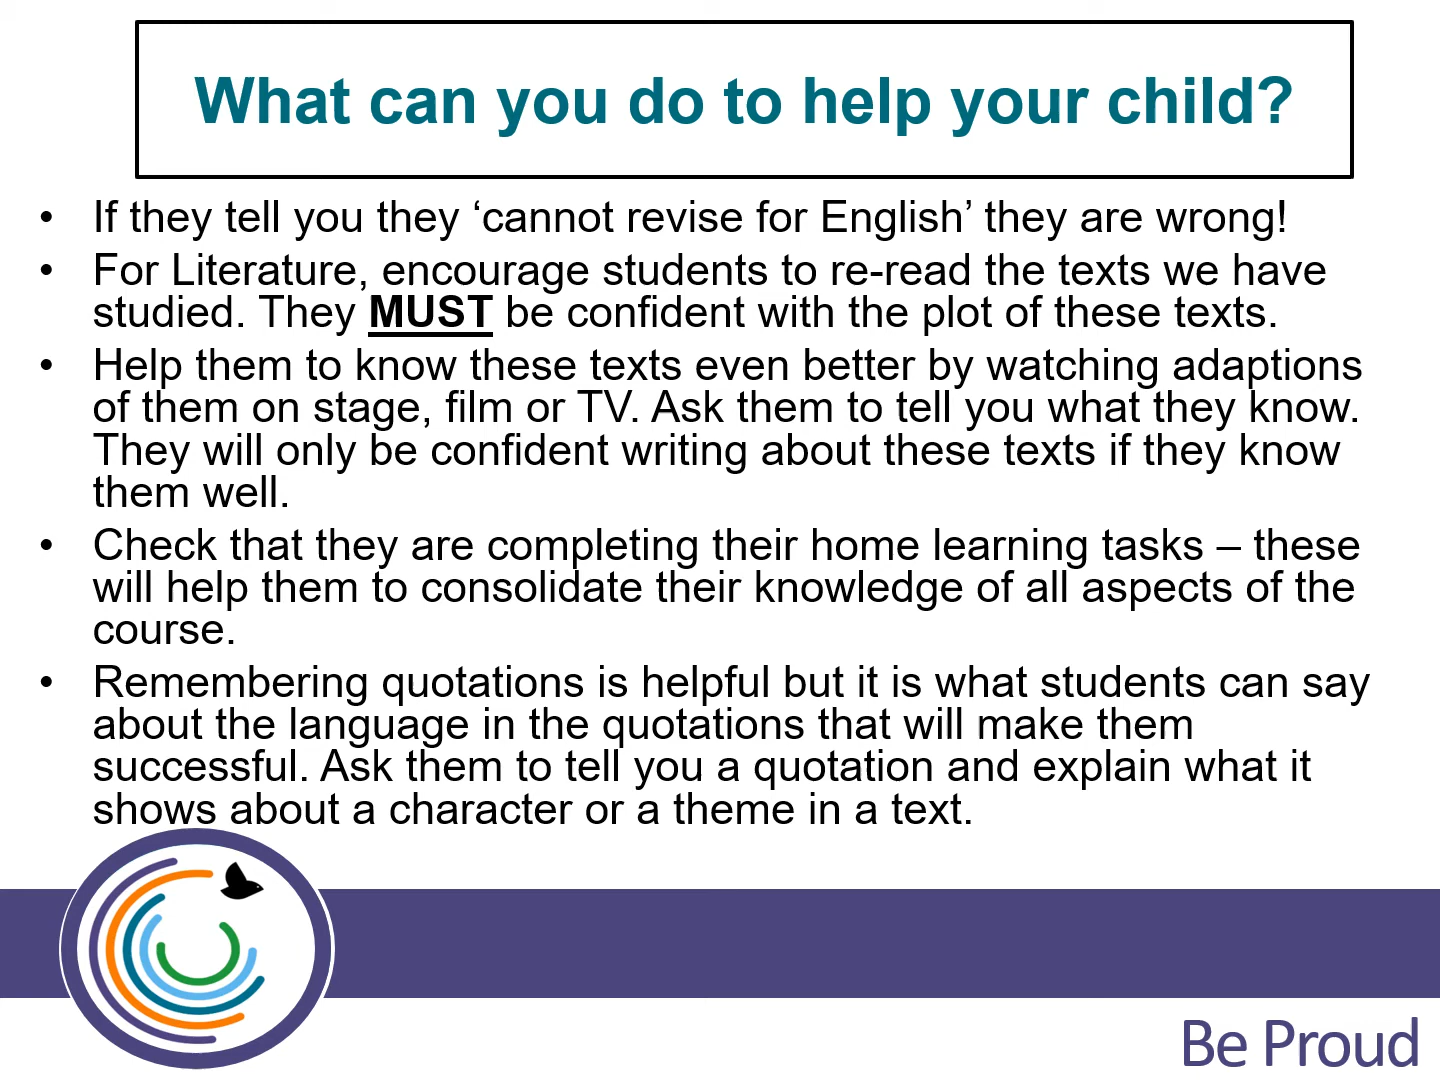 What can you do to help your child?
• If they tell you they ‘cannot revise for English’ they are wrong!
• For Literature, encourage students to re-read the texts we have
studied. They MUST be confident with the plot of these texts.
• Help them to know these texts even better by watching adaptions
of them on stage, film or TV. Ask them to tell you what they know.
They will only be confident writing about these texts if they know
them well.
• Check that they are completing their home learning tasks – these
will help them to consolidate their knowledge of all aspects of the
course.
• Remembering quotations is helpful but it is what students can say
about the language in the quotations that will make them
successful. Ask them to tell you a quotation and explain what it
shows about a character or a theme in a text.
Be Proud